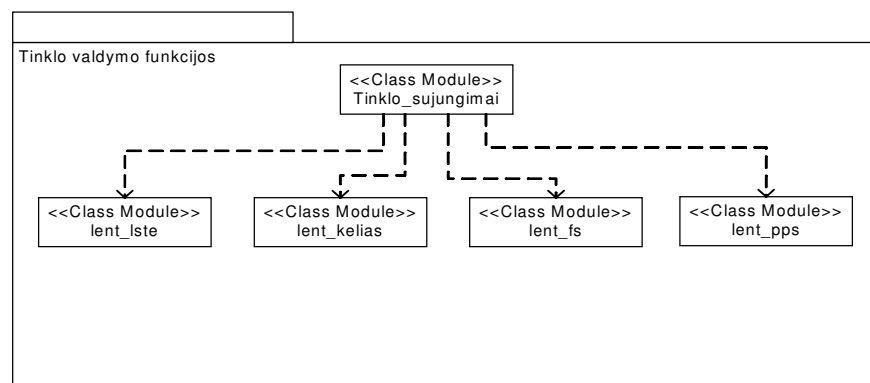 Tinklo valdymo funkcijos
<<Class Module>>
Tinklo_sujungimai
<<Class Module>>
lent_lste
<<Class Module>>
lent_kelias
<<Class Module>>
lent_fs
<<Class Module>>
lent_pps